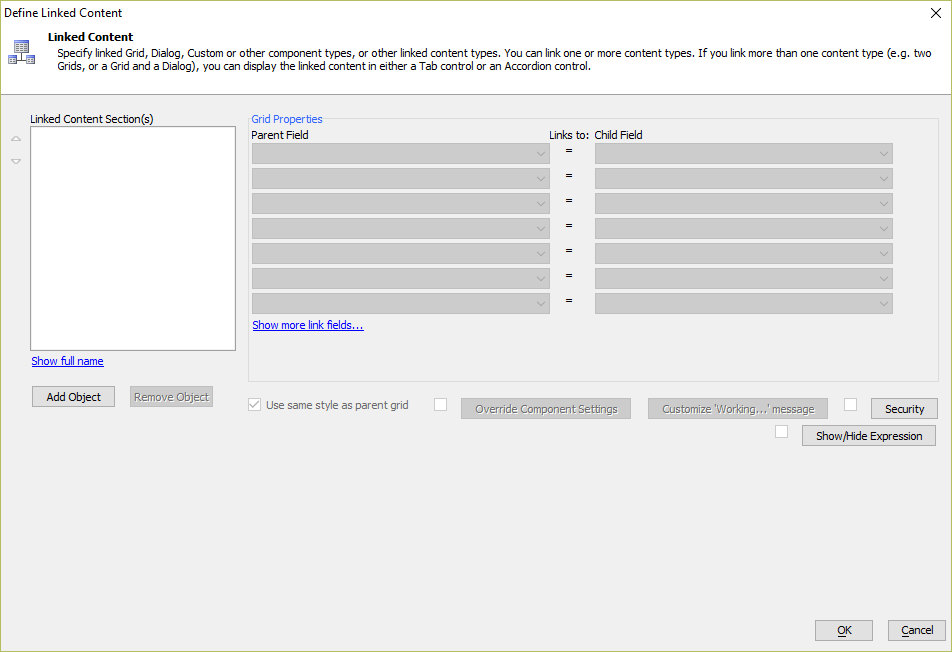 Define Linked Content
Linked Content
Specify linked Grid, Dialog, Custom or other component types, or other linked content types. You can link one or more content types. If you link more than one content type (e.g. two
Grids, or a Grid and a Dialog), you can display the linked content in either a Tab control or an Accordion control.
Linked Content Section(s)
Grid Properties
Parent Field Links to: Child Field
=
=
=
=
=
=
=
Show more link fields...
Show full name
Add Object Remove Object
Use same style as parent grid Override Component Settings Customize 'Working...' message Security
Show/Hide Expression
OK Cancel